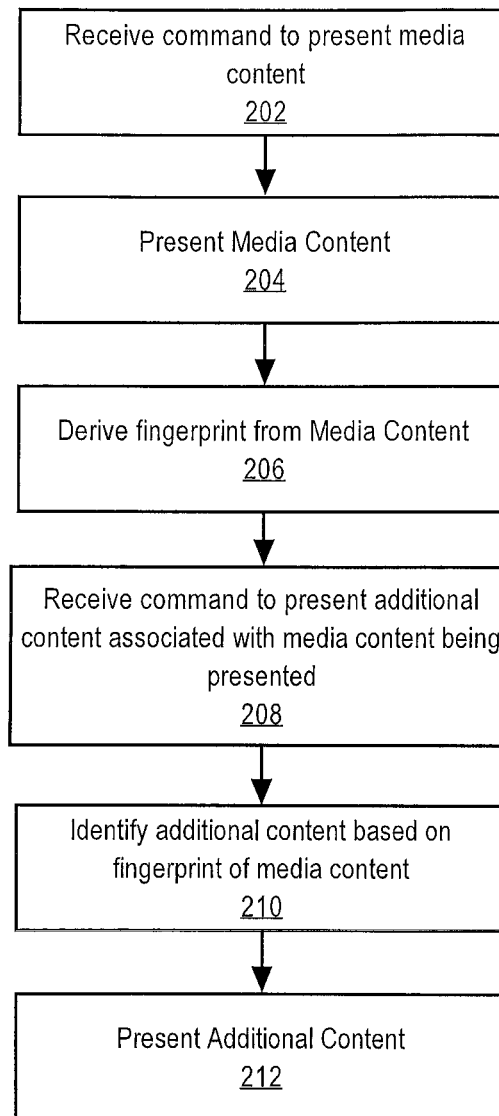 Receive command to present media
content
202
Present Media Content
204
Derive fingerprint from Media Content
206
Receive command to present additional
content associated with media content being
presented
208
Identify additional content based on
fingerprint of media content
210
Present Additional Content
212